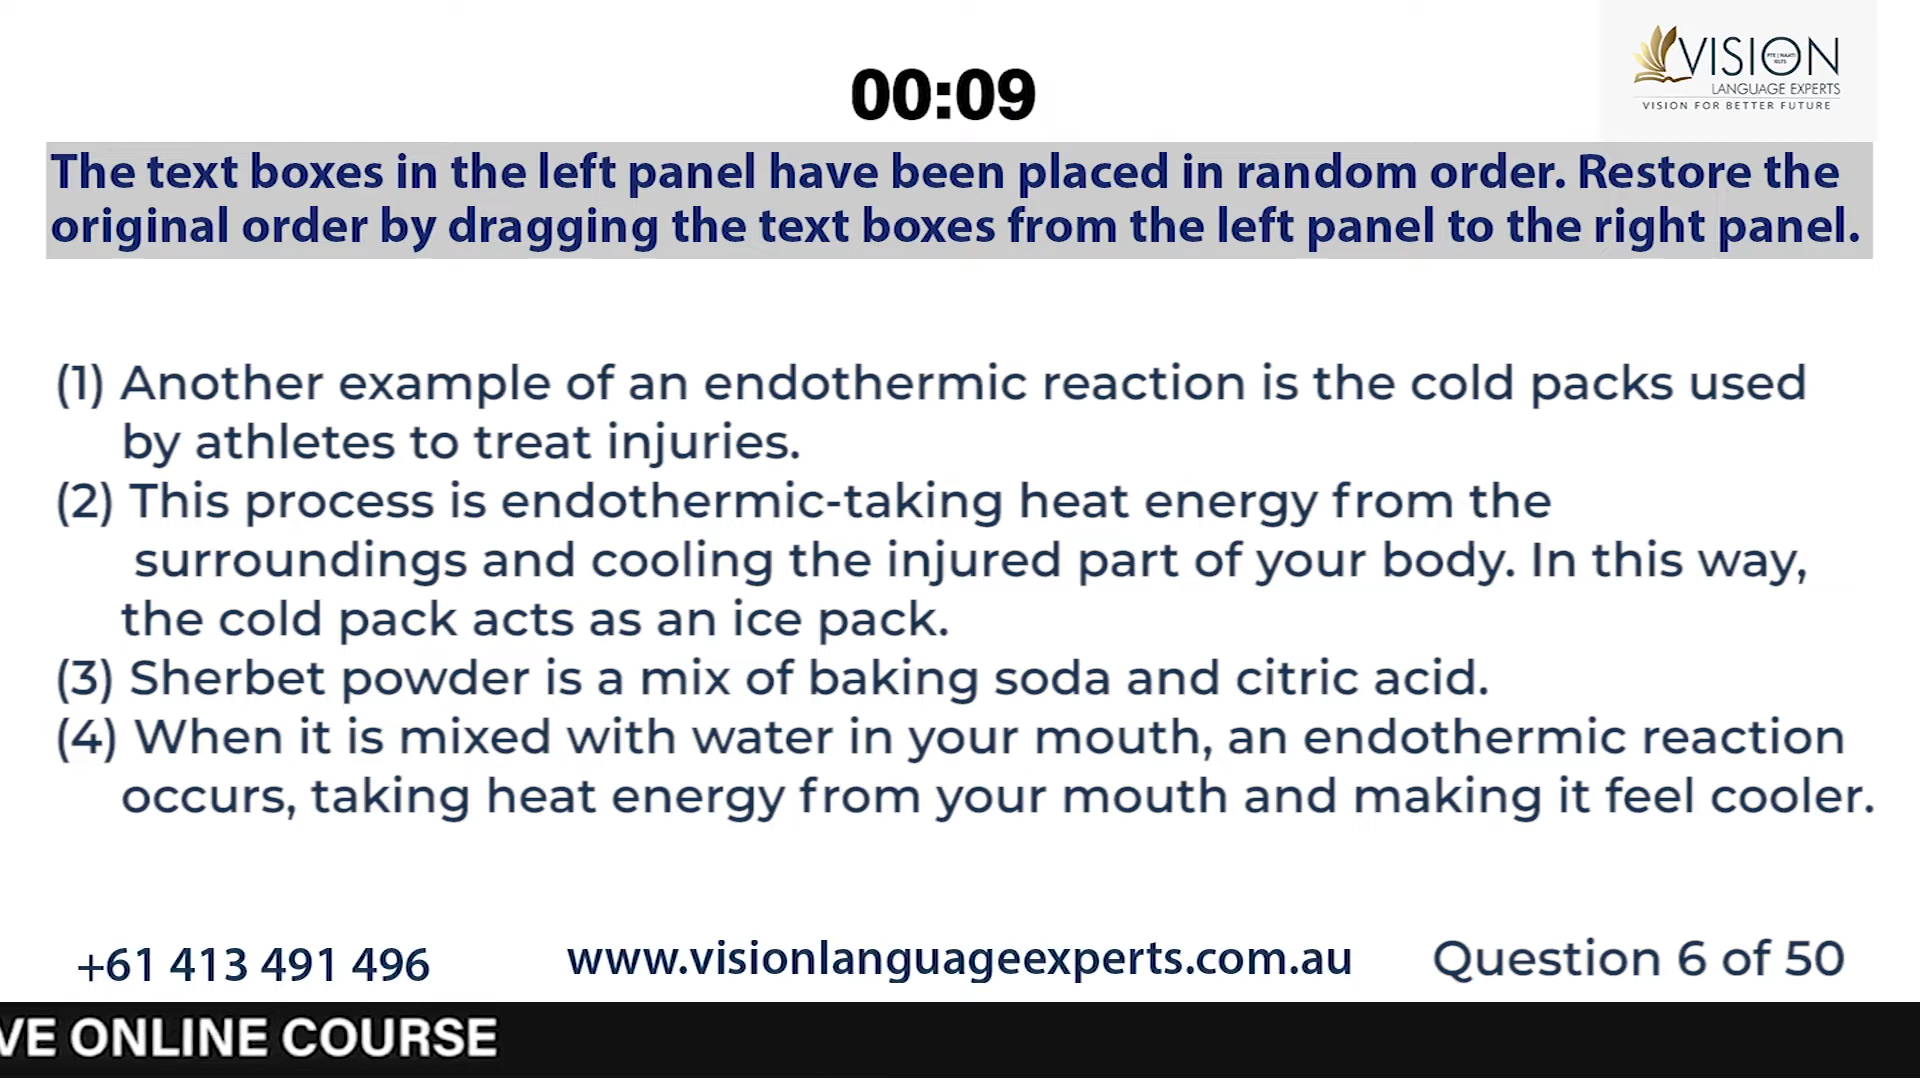 VISION
PTE | NAATI
IELTS
LANGUAGE EXPERTS
VISION FOR BETTER FUTURE
00:09
The text boxes in the left panel have been placed in random order. Restore the
original order by dragging the text boxes from the left panel to the right panel.
(1) Another example of an endothermic reaction is the cold packs used
by athletes to treat injuries.
(2) This process is endothermic-taking heat energy from the
surroundings and cooling the injured part of your body. In this way,
the cold pack acts as an ice pack.
(3) Sherbet powder is a mix of baking soda and citric acid.
(4) When it is mixed with water in your mouth, an endothermic reaction
occurs, taking heat energy from your mouth and making it feel cooler.
+61 413 491 496
www.visionlanguageexperts.com.au
Question 6 of 50
VE ONLINE COURSE